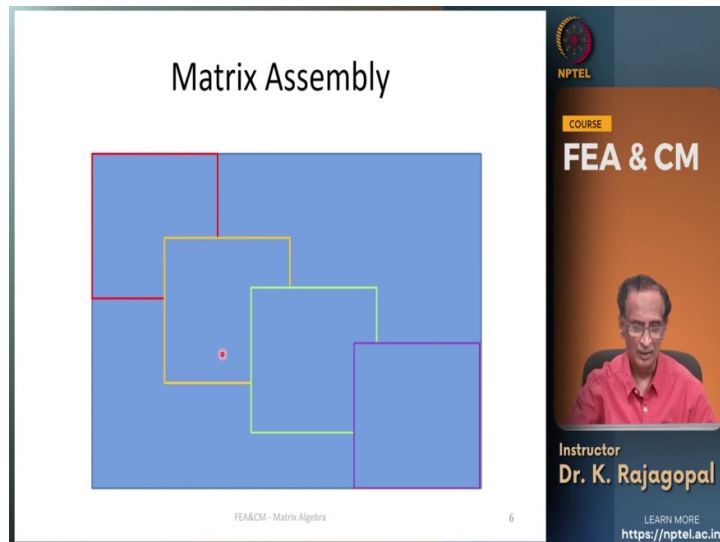 Matrix Assembly
FEA&CM - Matrix Algebra
6
NPTEL
COURSE
FEA & CM
Instructor
Dr. K. Rajagopal
LEARN MORE
https://nptel.ac.in